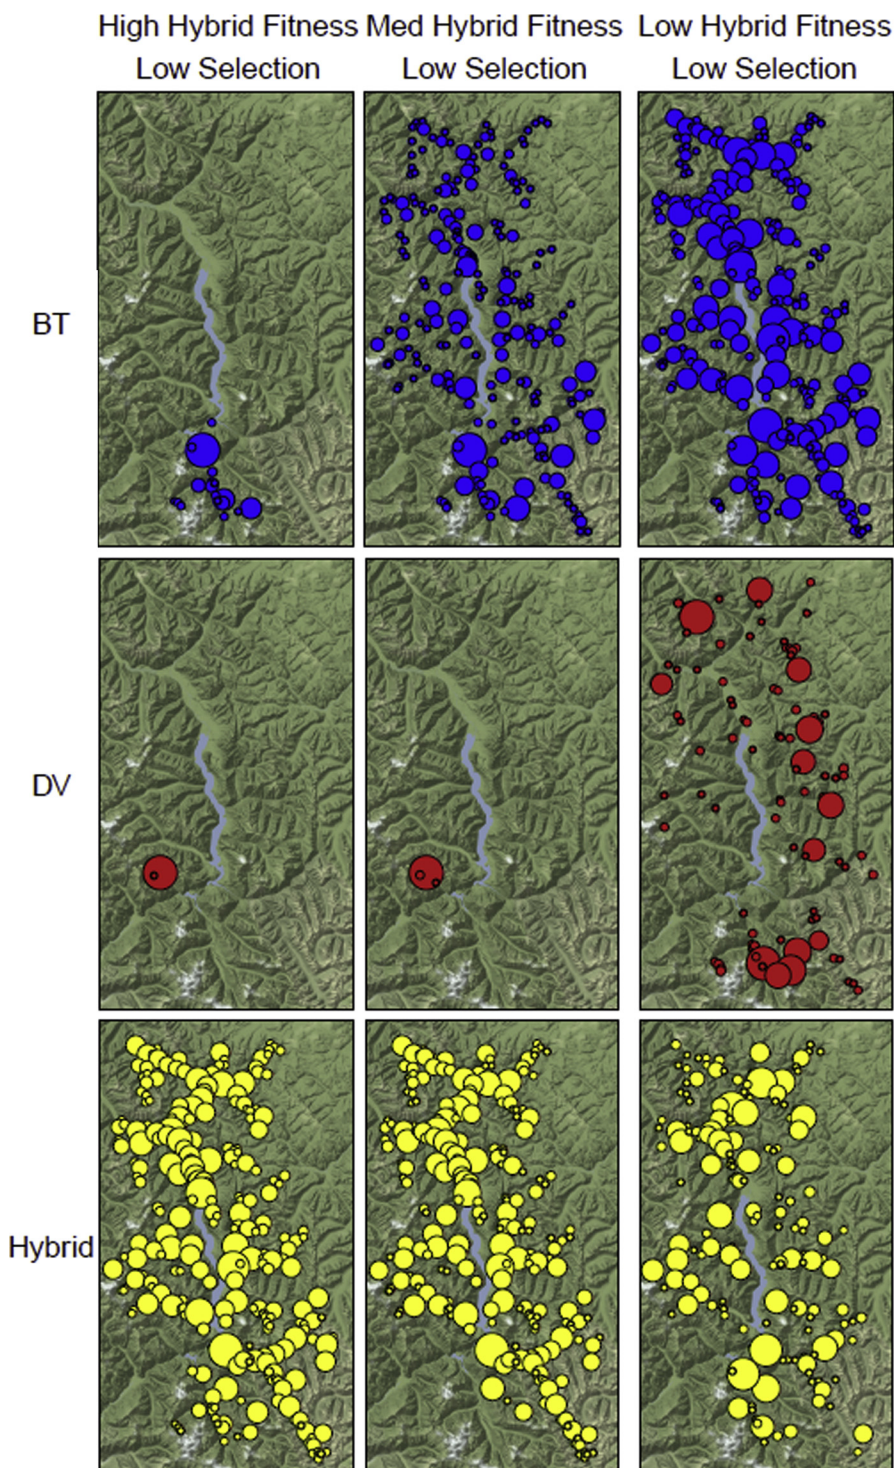 High Hybrid Fitness Med Hybrid Fitness Low Hybrid Fitness
Low Selection Low Selection Low Selection
BT
DV
Hybrid